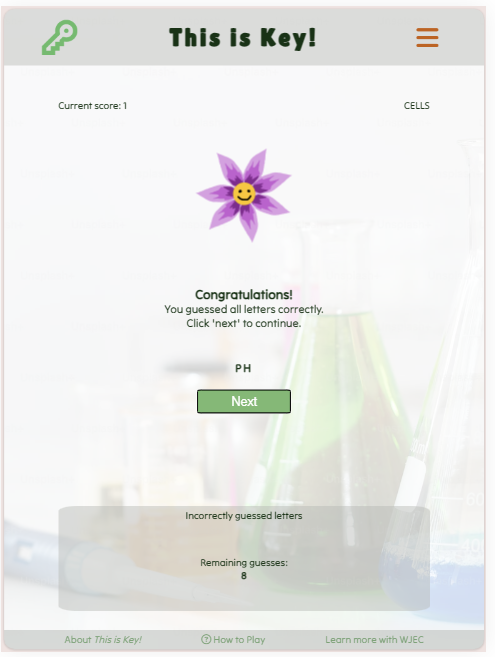 This is Key!
Current score: 1
CELLS
Congratulations!
You guessed all letters correctly.
Click 'next' to continue.
PH
Next
Incorrectly guessed letters
Remaining guesses:
8
About This is Key!
How to Play
Learn more with WJEC